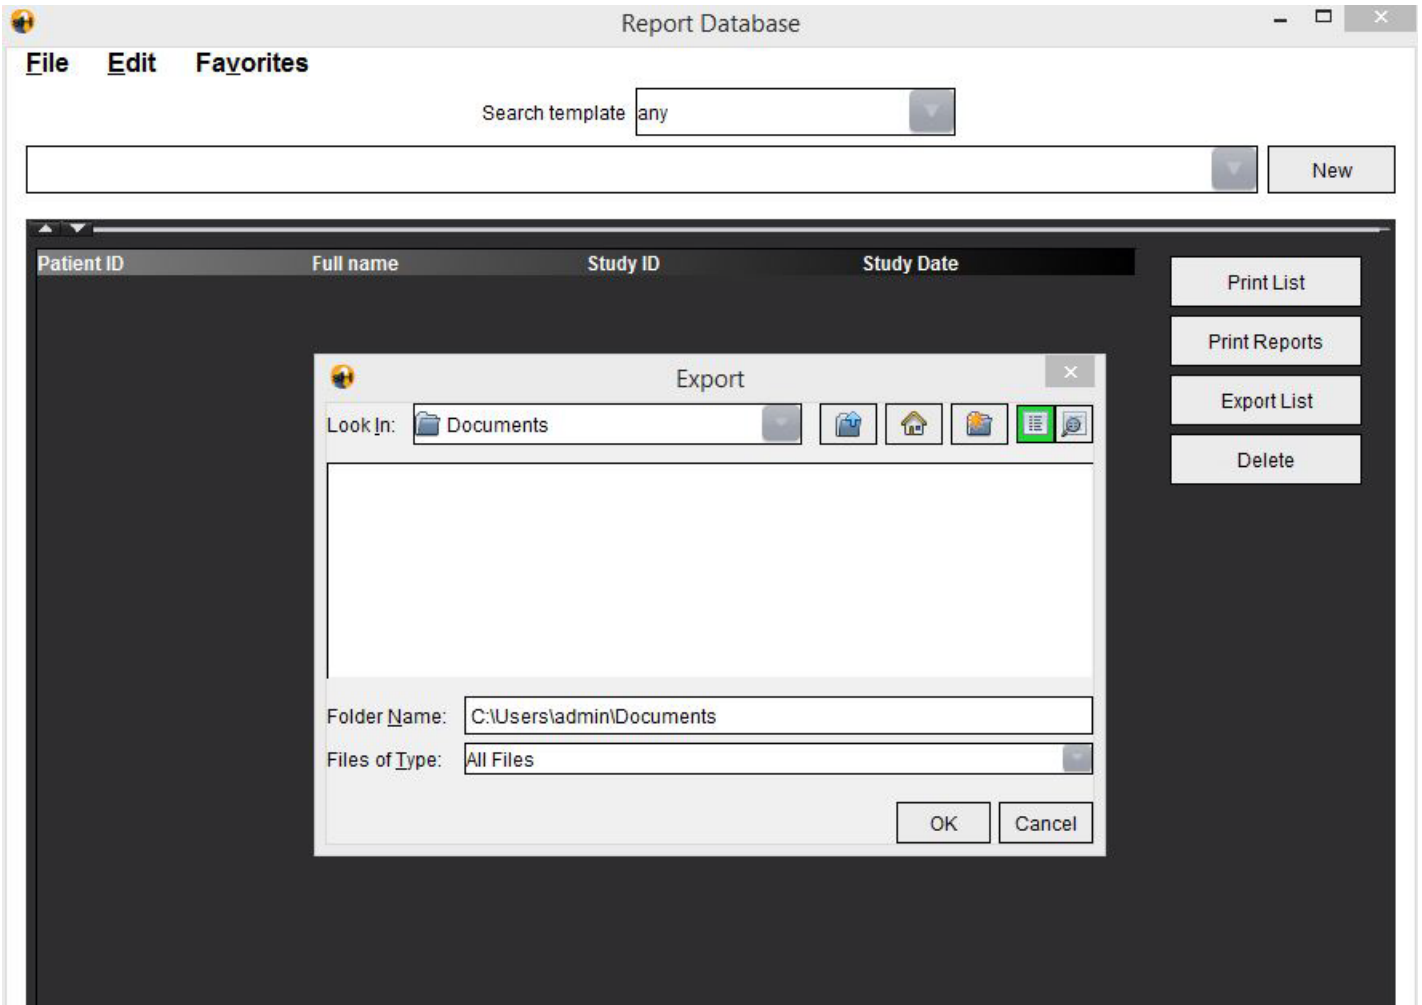 Report Database
File Edit Favorites
Search template any
New
Patient ID Full name Study ID Study Date
Print List
Print Reports
Export List
Delete
Export
Look In: Documents
Folder Name: C:\Users\admin\Documents
Files of Type: All Files
OK Cancel